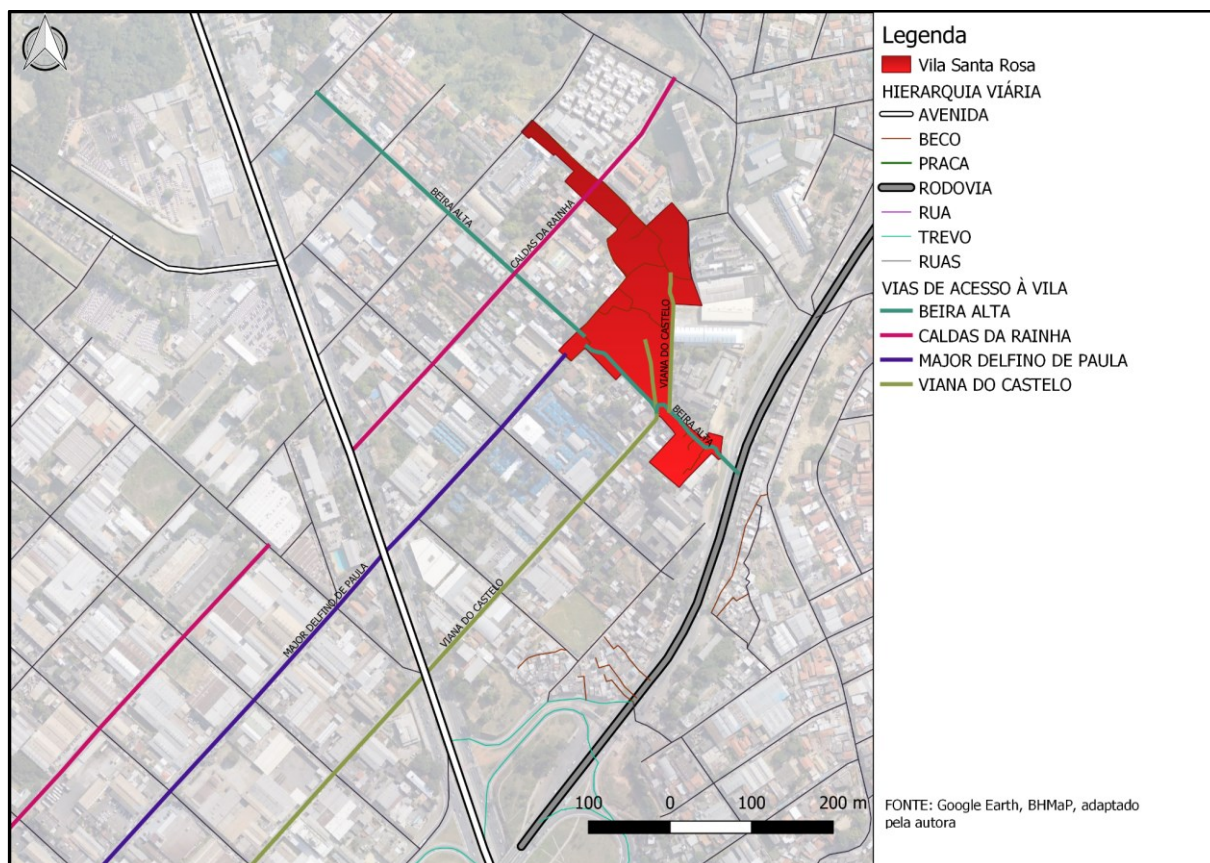 Legenda
Vila Santa Rosa
HIERARQUIA VIÁRIA
AVENIDA
BECO
PRACA
RODOVIA
RUA
TREVO
RUAS
VIAS DE ACESSO À VILA
BEIRA ALTA
CALDAS DA RAINHA
MAJOR DELFINO DE PAULA
VIANA DO CASTELO
BEIRA ALTA
CALDAS DA RAINHA
VIANA DO CASTELO
BEIRA ALTA
MAJOR DELFINO DE PAULA
VIANA DO CASTELO
100 0 100 200 m
FONTE: Google Earth, BHMaP, adaptado
pela autora